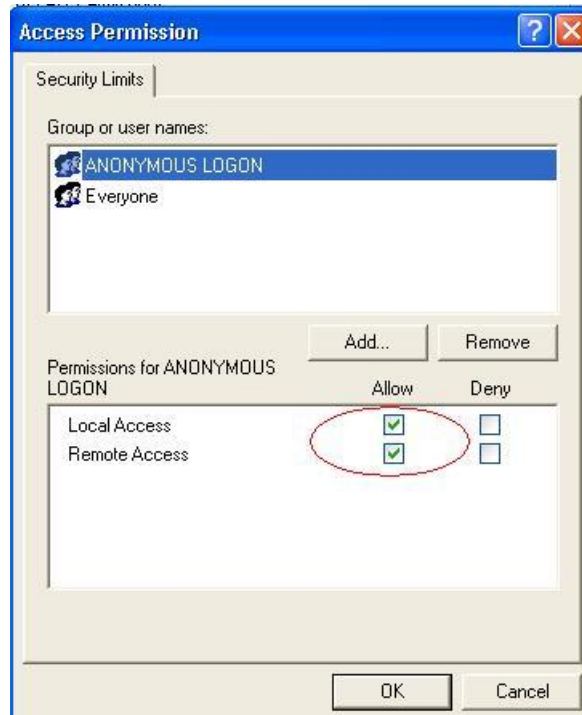 Access Permission
Security Limits
Group or user names:
ANONYMOUS LOGON
Everyone
Add... Remove
Permissions for ANONYMOUS
LOGON Allow Deny
Local Access
Remote Access
OK Cancel